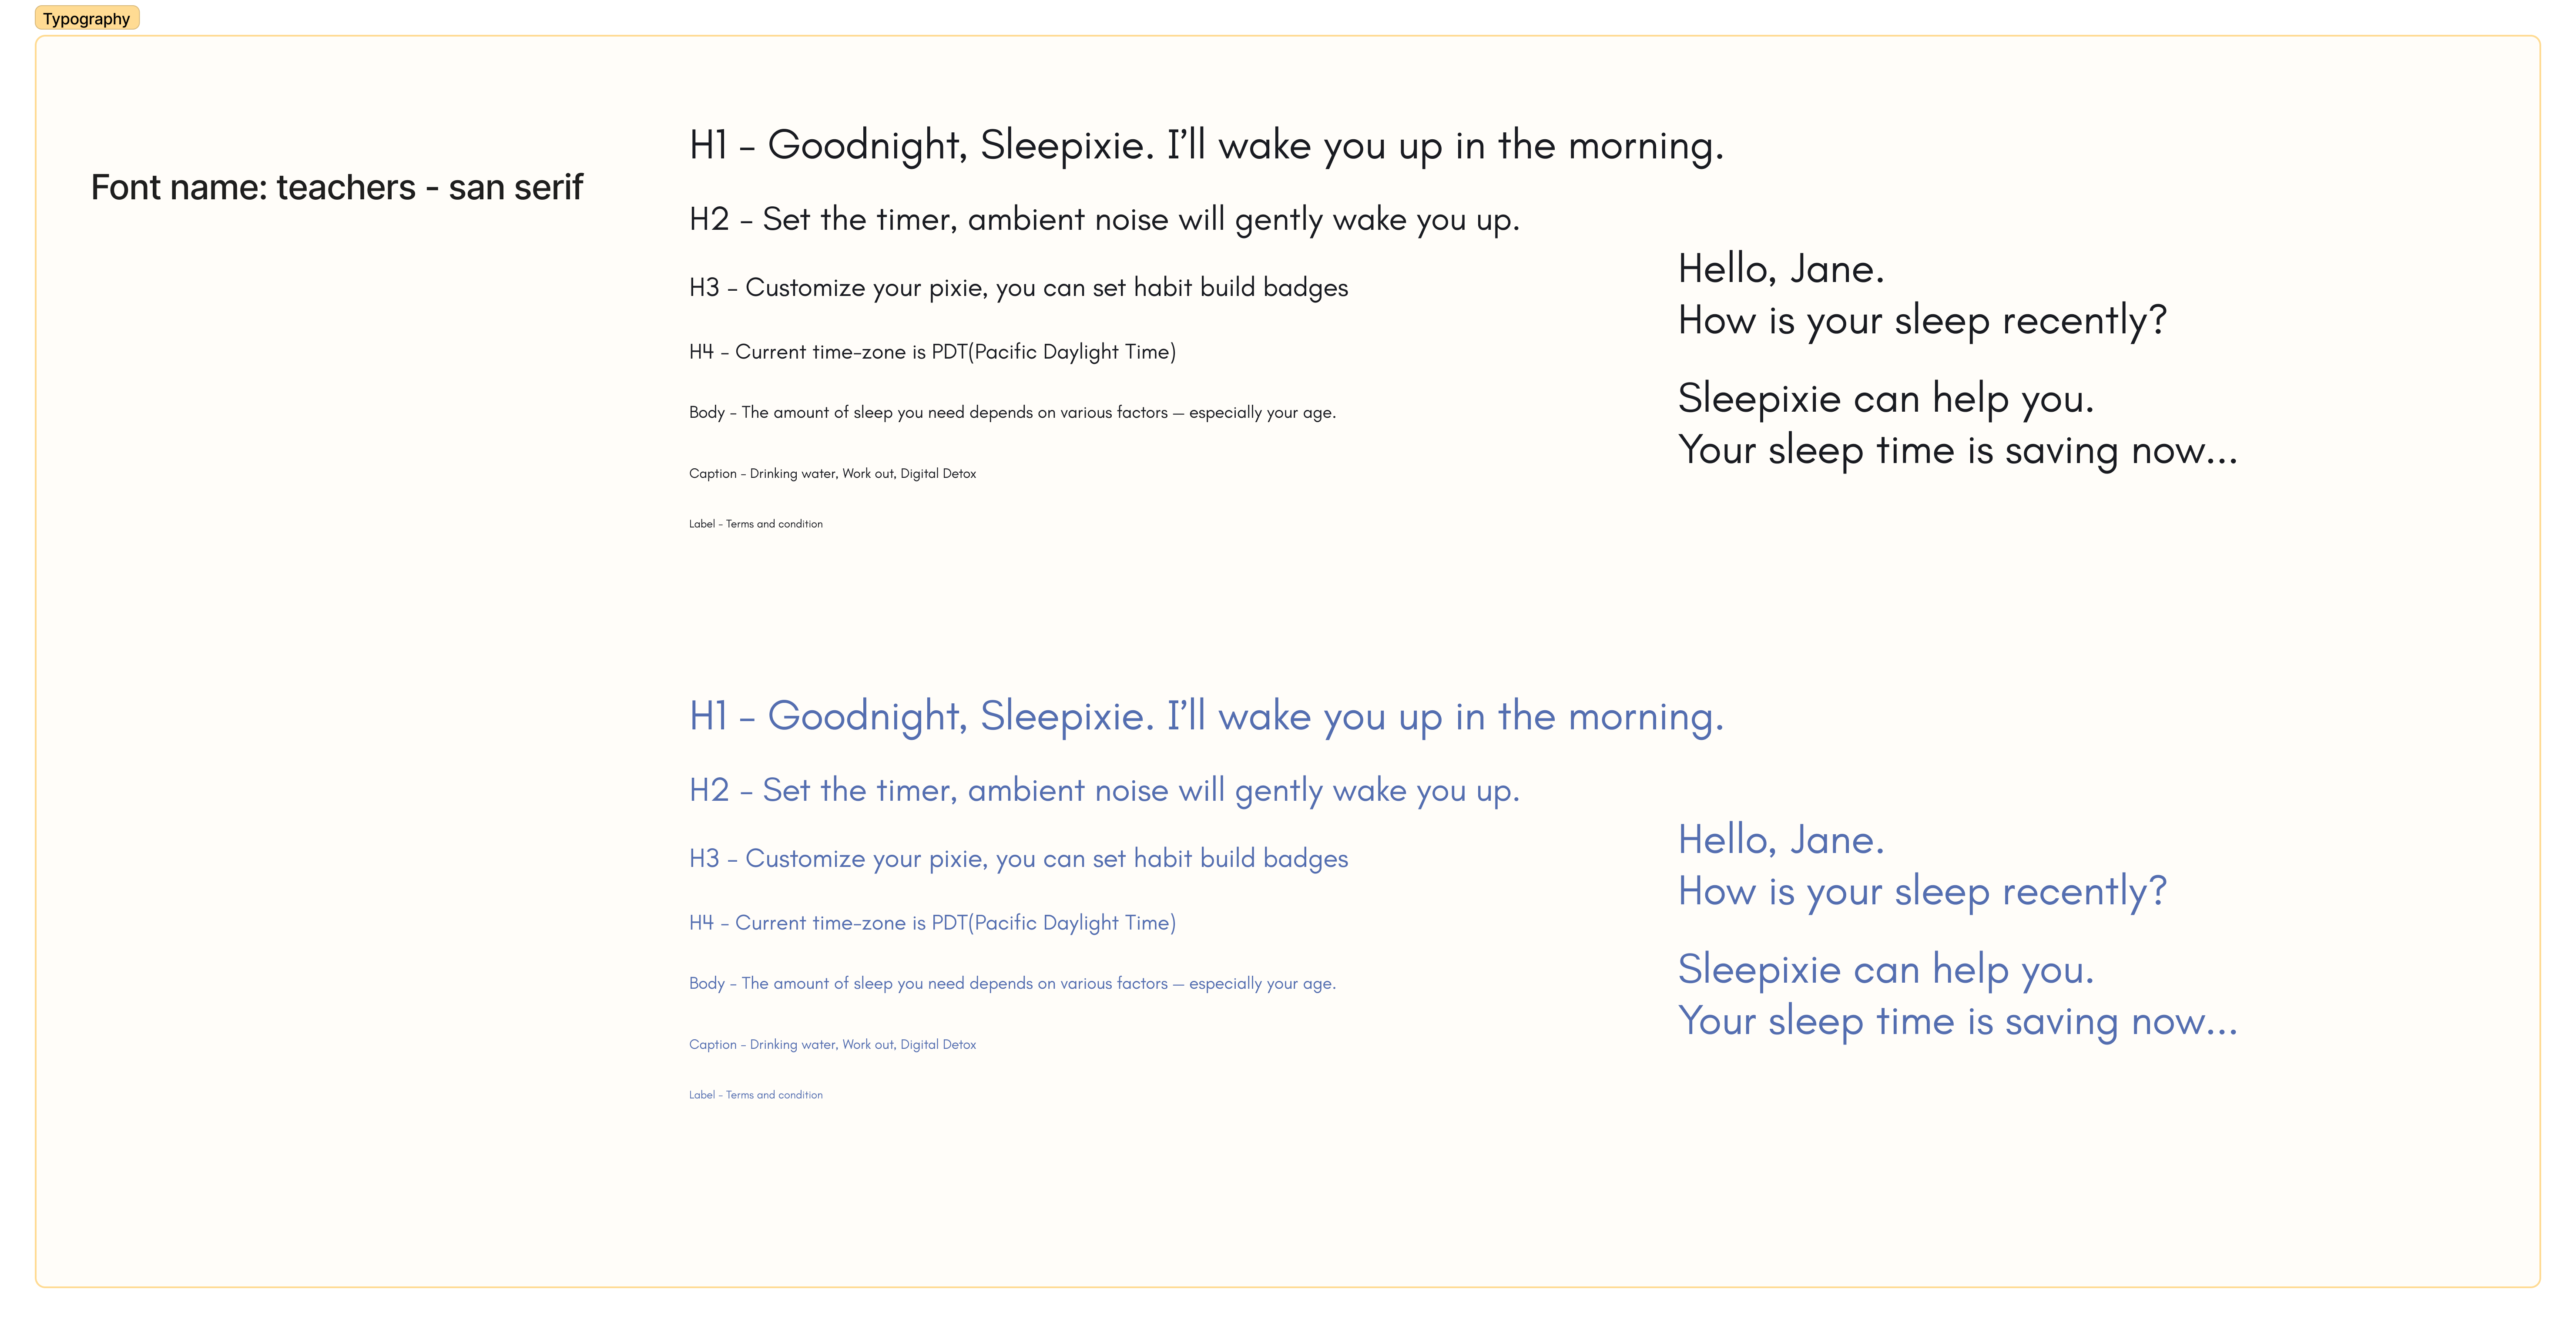 Typography
Font name: teachers - san serif
H1 – Goodnight, Sleepixie. I’ll wake you up in the morning.
H2 – Set the timer, ambient noise will gently wake you up.
H3 – Customize your pixie, you can set habit build badges
H4 – Current time-zone is PDT(Pacific Daylight Time)
Body – The amount of sleep you need depends on various factors — especially your age.
Caption – Drinking water, Work out, Digital Detox
Label – Terms and condition
Hello, Jane.
How is your sleep recently?
Sleepixie can help you.
Your sleep time is saving now...
H1 – Goodnight, Sleepixie. I’ll wake you up in the morning.
H2 – Set the timer, ambient noise will gently wake you up.
H3 – Customize your pixie, you can set habit build badges
H4 – Current time-zone is PDT(Pacific Daylight Time)
Body – The amount of sleep you need depends on various factors — especially your age.
Caption – Drinking water, Work out, Digital Detox
Label – Terms and condition
Hello, Jane.
How is your sleep recently?
Sleepixie can help you.
Your sleep time is saving now...